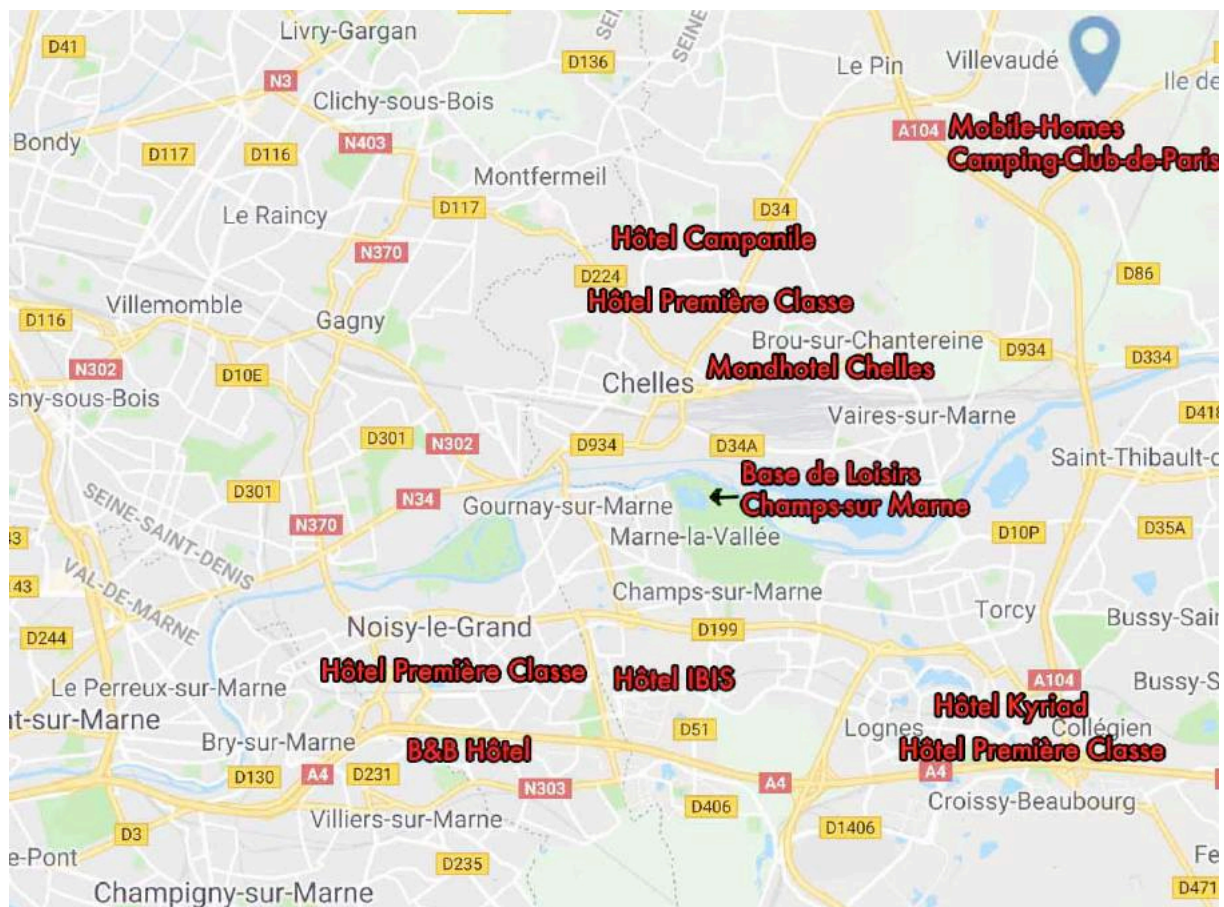 D41
Livry-Gargan
SEINE
SEINE
D136
Le Pin
Villevaudé
N3
Ile de
Clichy-sous-Bois
Bondy
N403
A104
Mobile-Homes
Camping-Club-de-Paris
D117
D116
Montfermeil
Le Raincy
D117
D34
Hôtel Campanile
N370
D224
D86
Hôtel Première Classe
Villemomble
D116
Gagny
Brou-sur-Chantereine
D934
D334
N302
D10E
Chelles
Mondhotel Chelles
sny-sous-Bois
Vaires-sur-Marne
D418
D301
N302
D934
D34A
Saint-Thibault-d
Base de Loisirs
Champs-sur Marne
D301
N34
Gournay-sur-Marne
SEINE-SAINT-DENIS
N370
Marne-la-Vallée
D10P
D35A
43
VAL-DE-MARNE
Champs-sur-Marne
Torcy
Bussy-Sain
D244
Noisy-le-Grand
D199
Hôtel Première Classe
Hôtel IBIS
A104
Le Perreux-sur-Marne
Bussy-S
Hôtel Kyriad
nt-sur-Marne
Bry-sur-Marne
D51
Lognes
Collégien
B&B Hôtel
Hôtel Première Classe
D130
A4
D231
N303
A4
A4
Croissy-Beaubourg
D3
Villiers-sur-Marne
D406
D1406
e-Pont
D235
Fe
Champigny-sur-Marne
D471